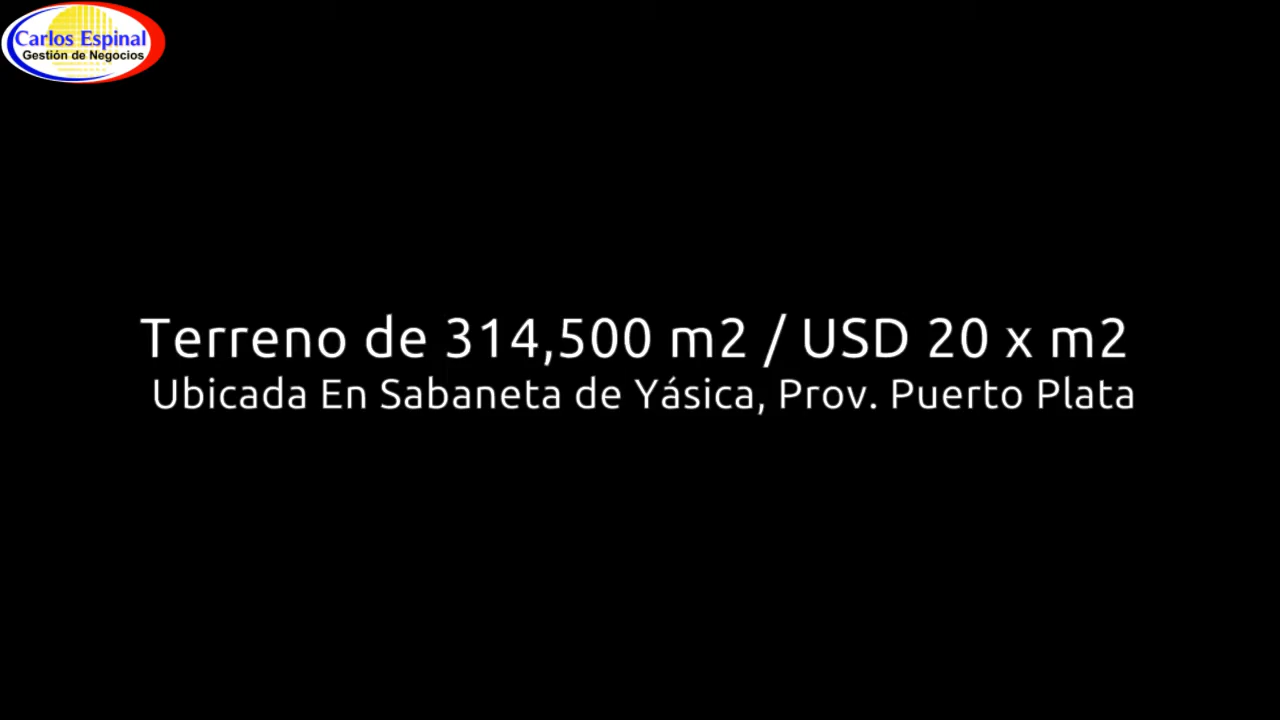 Carlos Espinal
Gestión de Negocios
Terreno de 314,500 m2 / USD 20 x m2
Ubicada En Sabaneta de Yásica, Prov. Puerto Plata